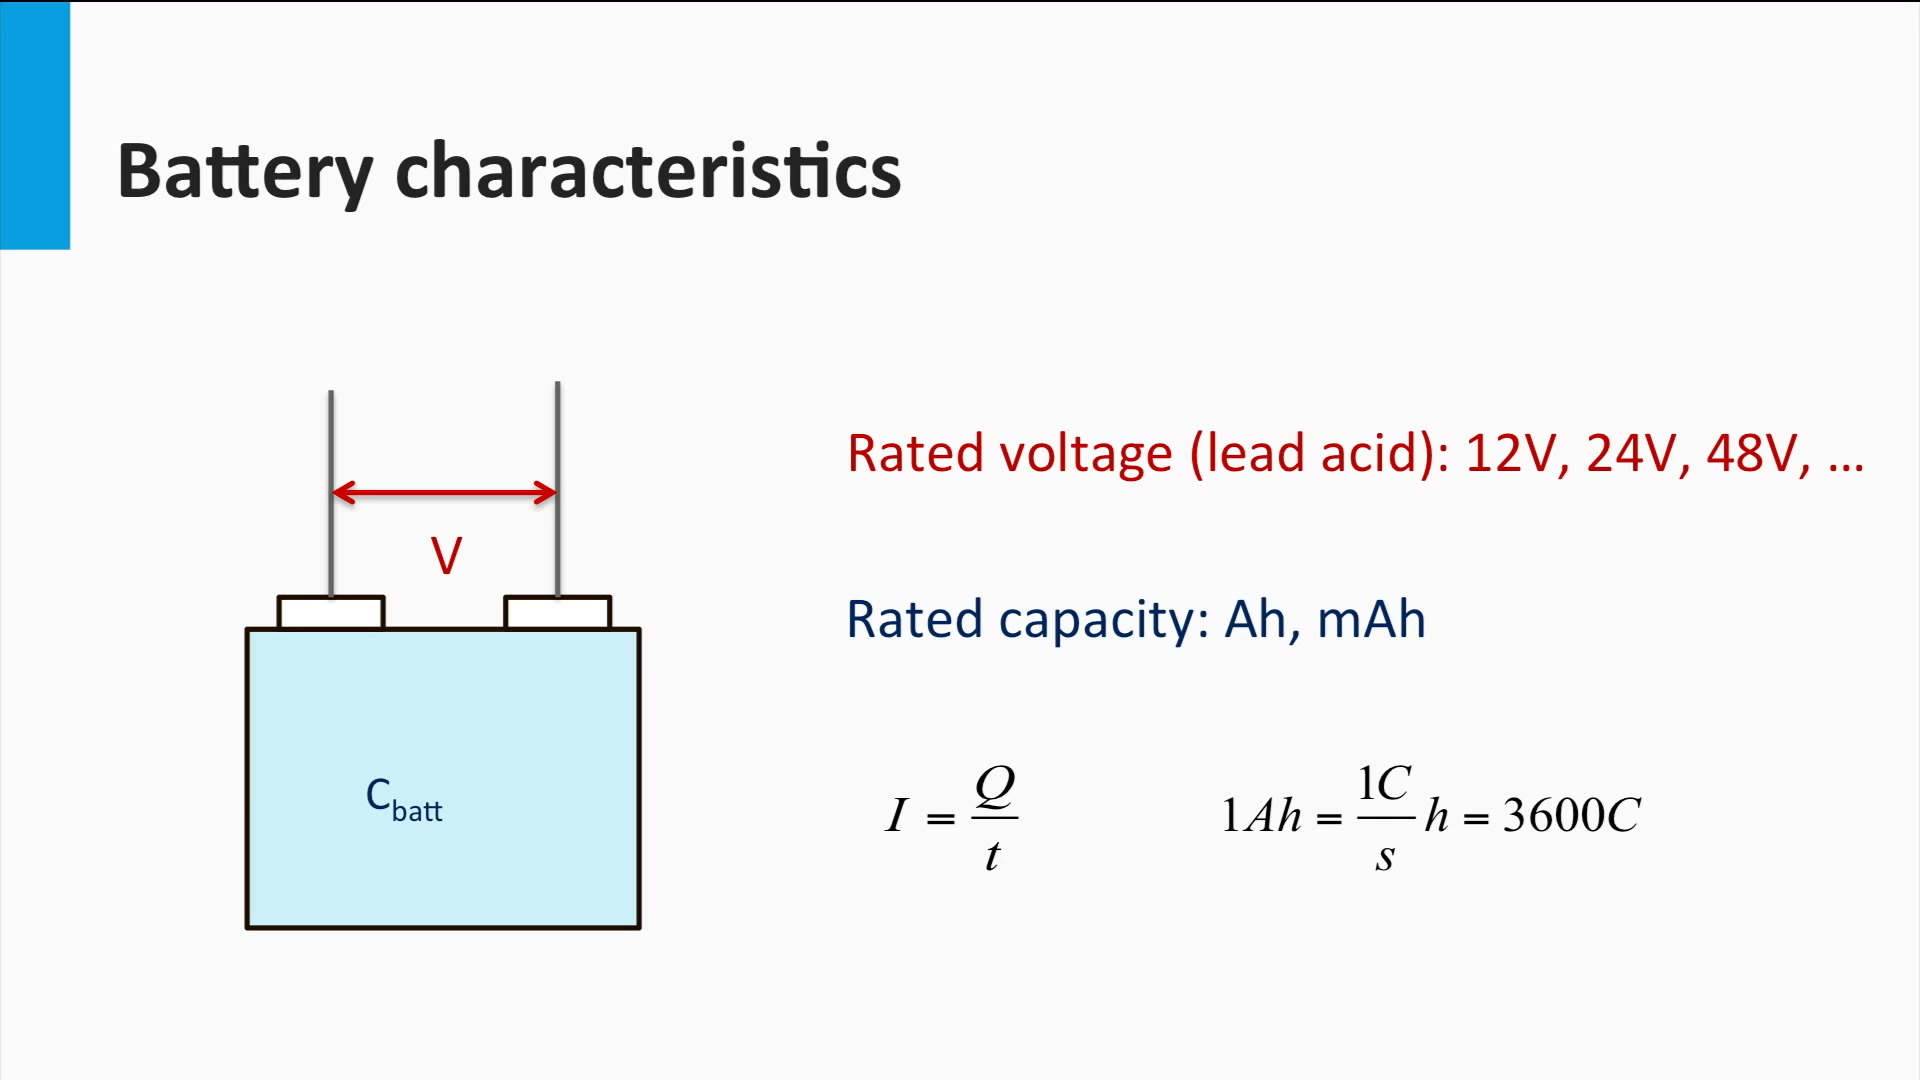 Battery characteristics
Rated voltage (lead acid): 12V, 24V, 48V, ...
V
Rated capacity: Ah, mAh
C_batt
I = Q/t
1Ah = 1C/s h = 3600C